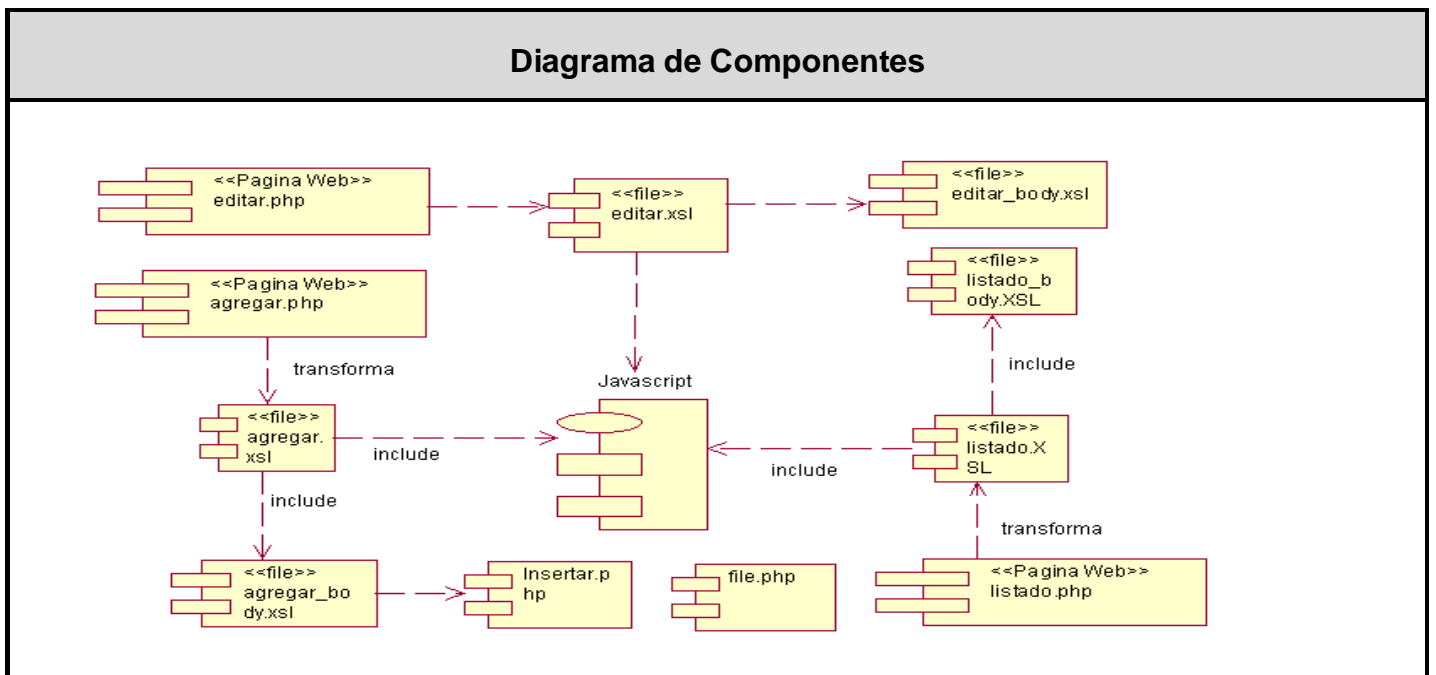 Diagrama de Componentes
<<Pagina Web>>
editar.php
<<file>>
editar.xsl
<<file>>
editar_body.xsl
<<Pagina Web>>
agregar.php
<<file>>
listado_b
ody.XSL
transforma
include
Javascript
<<file>>
agregar.
xsl
include
include
<<file>>
listado.X
SL
include
transforma
<<file>>
agregar_bo
dy.xsl
Insertar.p
hp
file.php
<<Pagina Web>>
listado.php